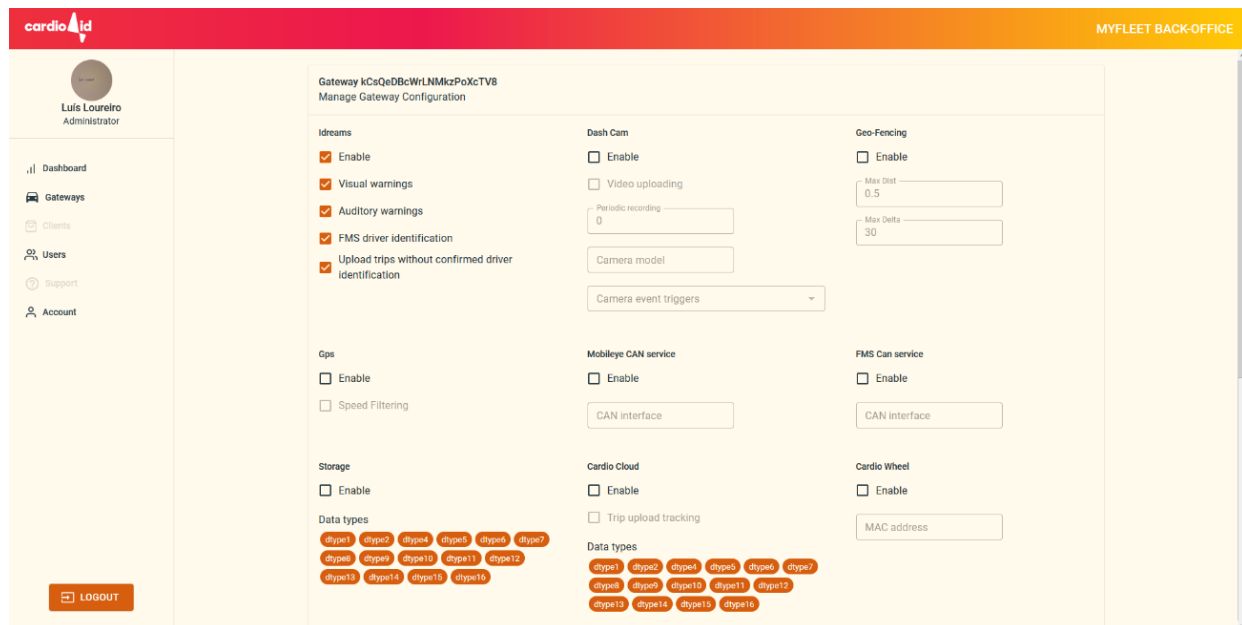 cardio id
MYFLEET BACK-OFFICE
Luís Loureiro
Administrator
Dashboard
Gateways
Clients
Users
Support
Account
LOGOUT
Gateway kCsQeDBcWrLNMkzPoXcTV8
Manage Gateway Configuration
Idreams
Enable
Visual warnings
Auditory warnings
FMS driver identification
Upload trips without confirmed driver
identification
Dash Cam
Enable
Video uploading
Periodic recording
0
Camera model
Camera event triggers
Geo-Fencing
Enable
Max Dist
0.5
Max Delta
30
Gps
Enable
Speed Filtering
Mobileye CAN service
Enable
CAN interface
FMS Can service
Enable
CAN interface
Storage
Enable
Data types
dtype1 dtype2 dtype4 dtype5 dtype6 dtype7
dtype8 dtype9 dtype10 dtype11 dtype12
dtype13 dtype14 dtype15 dtype16
Cardio Cloud
Enable
Trip upload tracking
Data types
dtype1 dtype2 dtype4 dtype5 dtype6 dtype7
dtype8 dtype9 dtype10 dtype11 dtype12
dtype13 dtype14 dtype15 dtype16
Cardio Wheel
Enable
MAC address